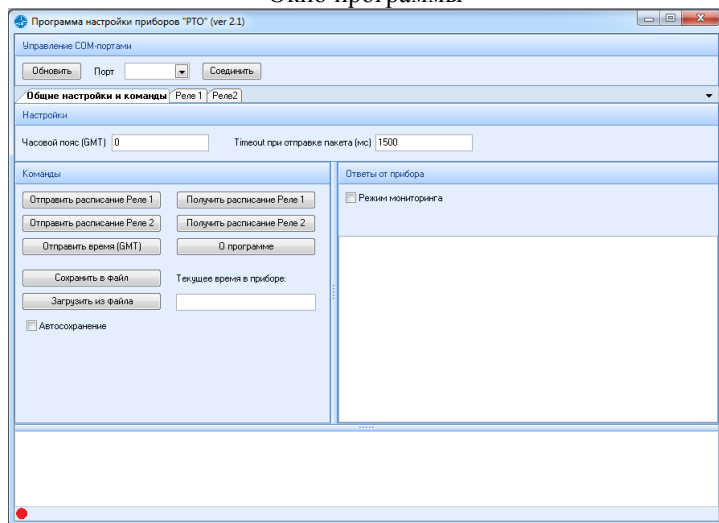 Окно программы
Программа настройки приборов "РТО" (ver 2.1)
Управление COM-портами
Обновить Порт Соединить
Общие настройки и команды Реле 1 Реле2
Настройки
Часовой пояс (GMT) 0 Timeout при отправке пакета (мс) 1500
Команды Ответы от прибора
Отправить расписание Реле 1 Получить расписание Реле 1 Режим мониторинга
Отправить расписание Реле 2 Получить расписание Реле 2
Отправить время (GMT) О программе
Сохранить в файл Текущее время в приборе:
Загрузить из файла
Автосохранение